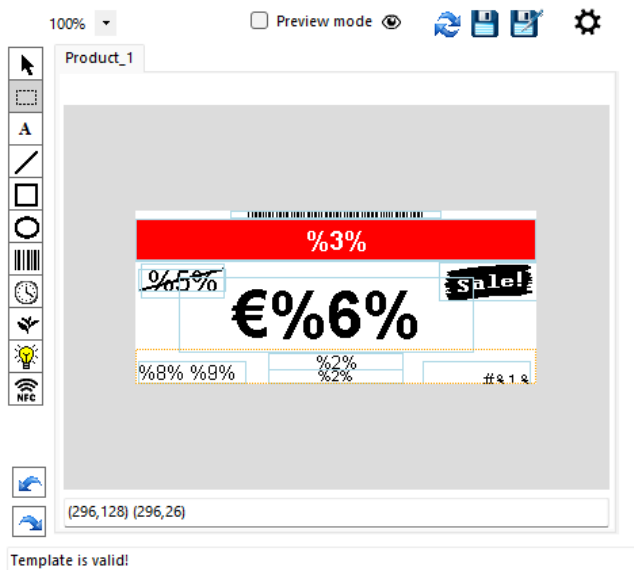 100%
Preview mode
Product_1
A
%3%
%5%
Sale!
€%6%
%2%
%8% %9%
%2%
#%1%
NFC
(296,128) (296,26)
Template is valid!